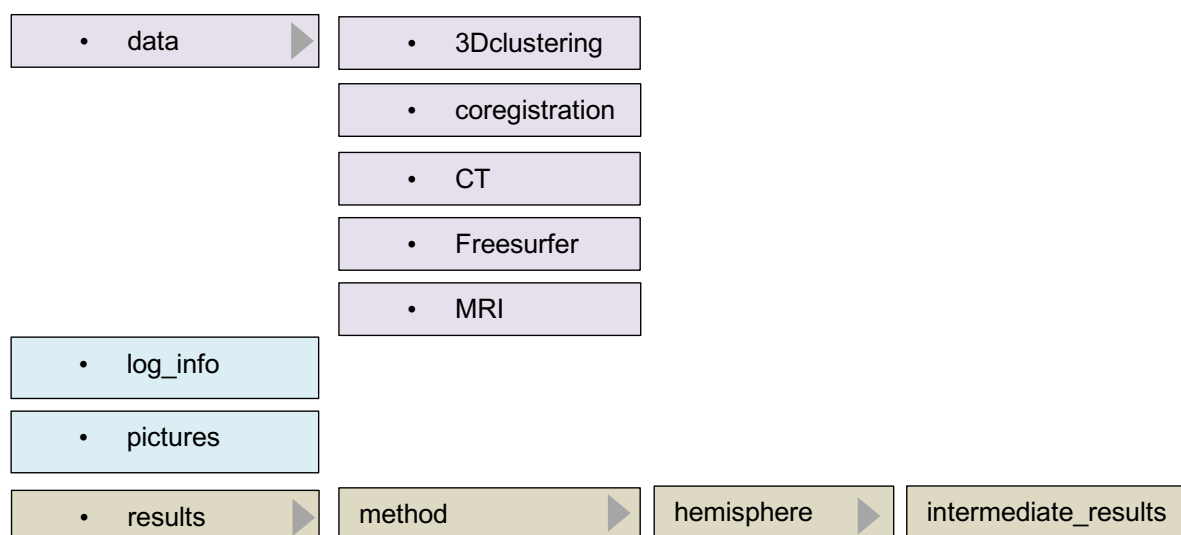 • data
• 3Dclustering
• coregistration
• CT
• Freesurfer
• MRI
• log_info
• pictures
• results
method
hemisphere
intermediate_results